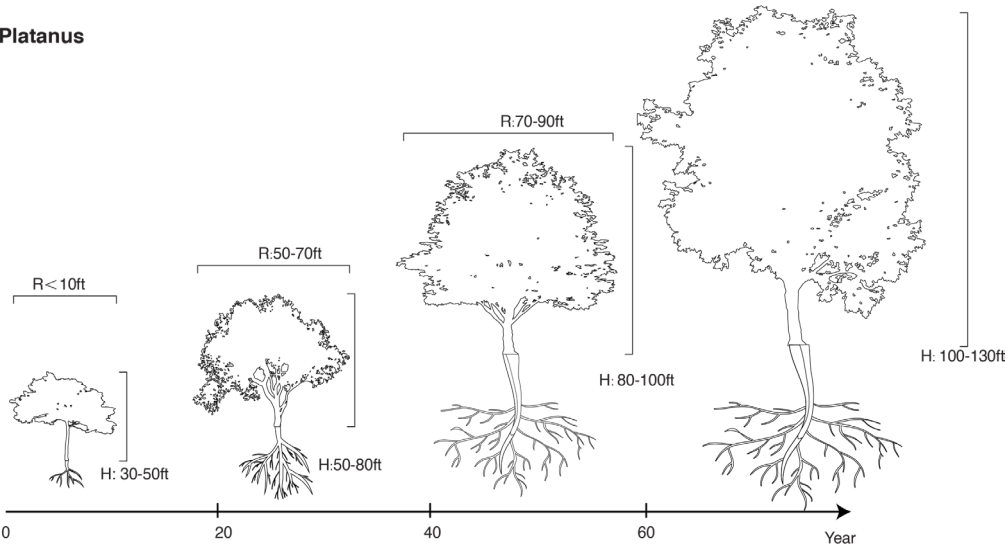 Platanus
R:70-90ft
R:50-70ft
R<10ft
H: 100-130ft
H: 80-100ft
H:50-80ft
H: 30-50ft
0
20
40
60
Year